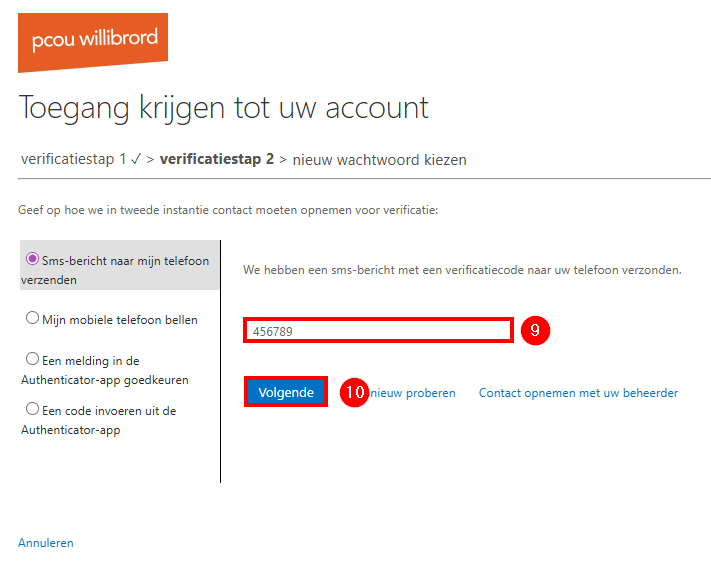 pcou willibrord
Toegang krijgen tot uw account
verificatiestap 1 ✓ > verificatiestap 2 > nieuw wachtwoord kiezen
Geef op hoe we in tweede instantie contact moeten opnemen voor verificatie:
Sms-bericht naar mijn telefoon
verzenden
Mijn mobiele telefoon bellen
Een melding in de
Authenticator-app goedkeuren
Een code invoeren uit de
Authenticator-app
We hebben een sms-bericht met een verificatiecode naar uw telefoon verzonden.
456789 9
Volgende 10 nieuw proberen Contact opnemen met uw beheerder
Annuleren